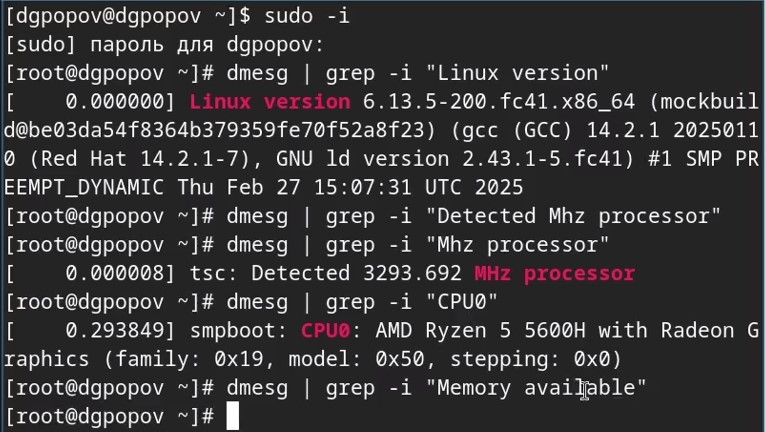 [dgpopov@dgpopov ~]$ sudo -i
[sudo] пароль для dgpopov:
[root@dgpopov ~]# dmesg | grep -i "Linux version"
[    0.000000] Linux version 6.13.5-200.fc41.x86_64 (mockbuil
d@be03da54f8364b379359fe70f52a8f23) (gcc (GCC) 14.2.1 2025011
0 (Red Hat 14.2.1-7), GNU ld version 2.43.1-5.fc41) #1 SMP PR
EEMPT_DYNAMIC Thu Feb 27 15:07:31 UTC 2025
[root@dgpopov ~]# dmesg | grep -i "Detected Mhz processor"
[root@dgpopov ~]# dmesg | grep -i "Mhz processor"
[    0.000008] tsc: Detected 3293.692 MHz processor
[root@dgpopov ~]# dmesg | grep -i "CPU0"
[    0.293849] smpboot: CPU0: AMD Ryzen 5 5600H with Radeon G
raphics (family: 0x19, model: 0x50, stepping: 0x0)
[root@dgpopov ~]# dmesg | grep -i "Memory available"
[root@dgpopov ~]#